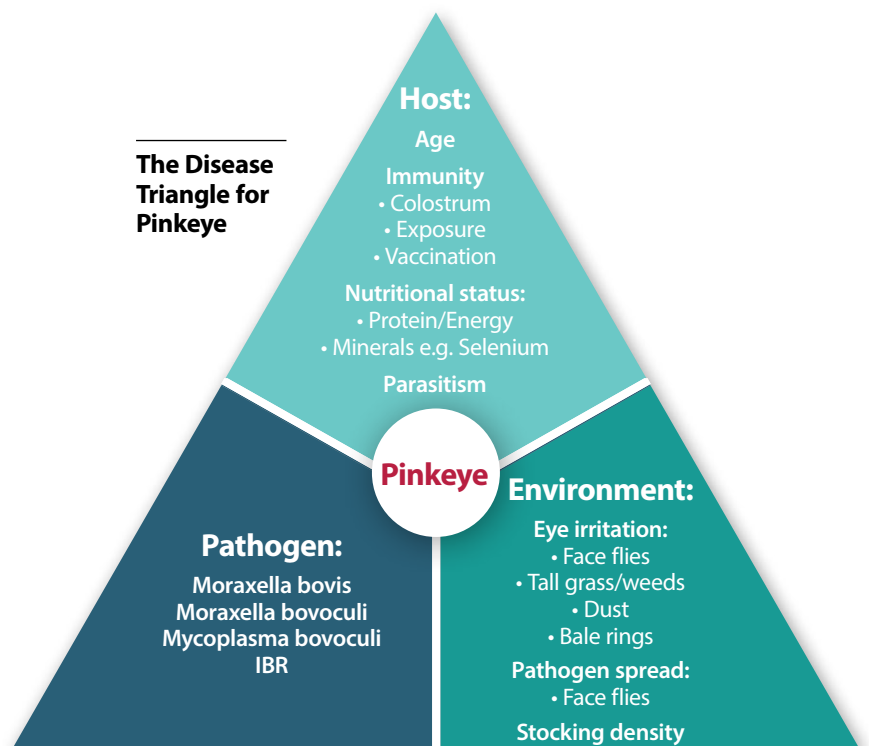 The Disease
Triangle for
Pinkeye
Host:
Age
Immunity
• Colostrum
• Exposure
• Vaccination
Nutritional status:
• Protein/Energy
• Minerals e.g. Selenium
Parasitism
Pinkeye
Pathogen:
Moraxella bovis
Moraxella bovoculi
Mycoplasma bovoculi
IBR
Environment:
Eye irritation:
• Face flies
• Tall grass/weeds
• Dust
• Bale rings
Pathogen spread:
• Face flies
Stocking density